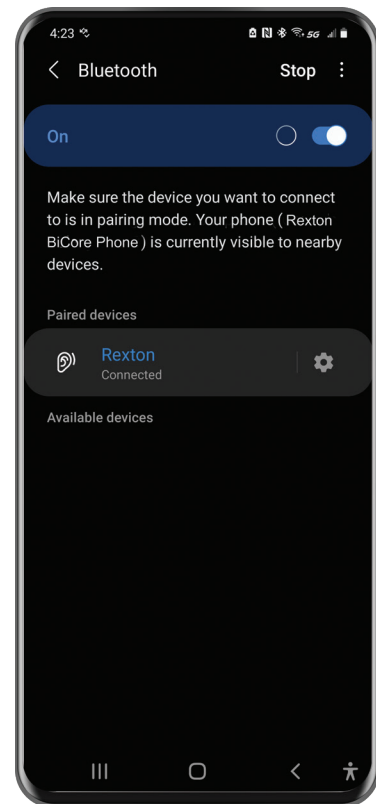 4:23 5G
Bluetooth Stop
On
Make sure the device you want to connect
to is in pairing mode. Your phone ( Rexton
BiCore Phone ) is currently visible to nearby
devices.
Paired devices
Rexton
Connected
Available devices